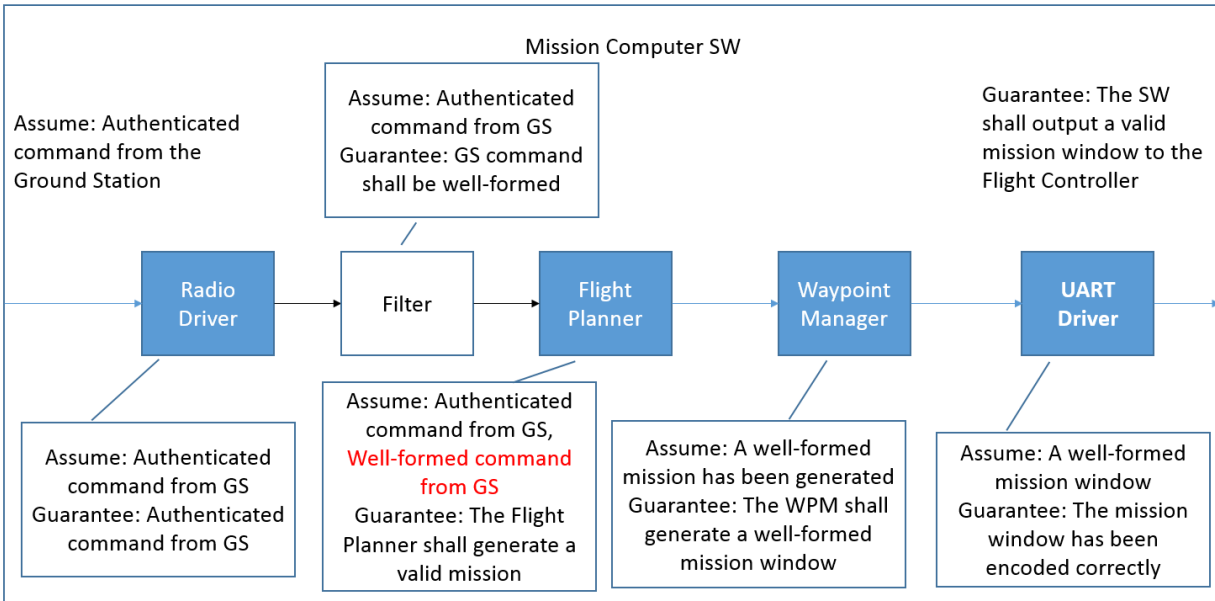 Mission Computer SW
Assume: Authenticated
command from the
Ground Station
Assume: Authenticated
command from GS
Guarantee: GS command
shall be well-formed
Guarantee: The SW
shall output a valid
mission window to the
Flight Controller
Radio
Driver
Filter
Flight
Planner
Waypoint
Manager
UART
Driver
Assume: Authenticated
command from GS
Guarantee: Authenticated
command from GS
Assume: Authenticated
command from GS,
Well-formed command
from GS
Guarantee: The Flight
Planner shall generate a
valid mission
Assume: A well-formed
mission has been generated
Guarantee: The WPM shall
generate a well-formed
mission window
Assume: A well-formed
mission window
Guarantee: The mission
window has been
encoded correctly